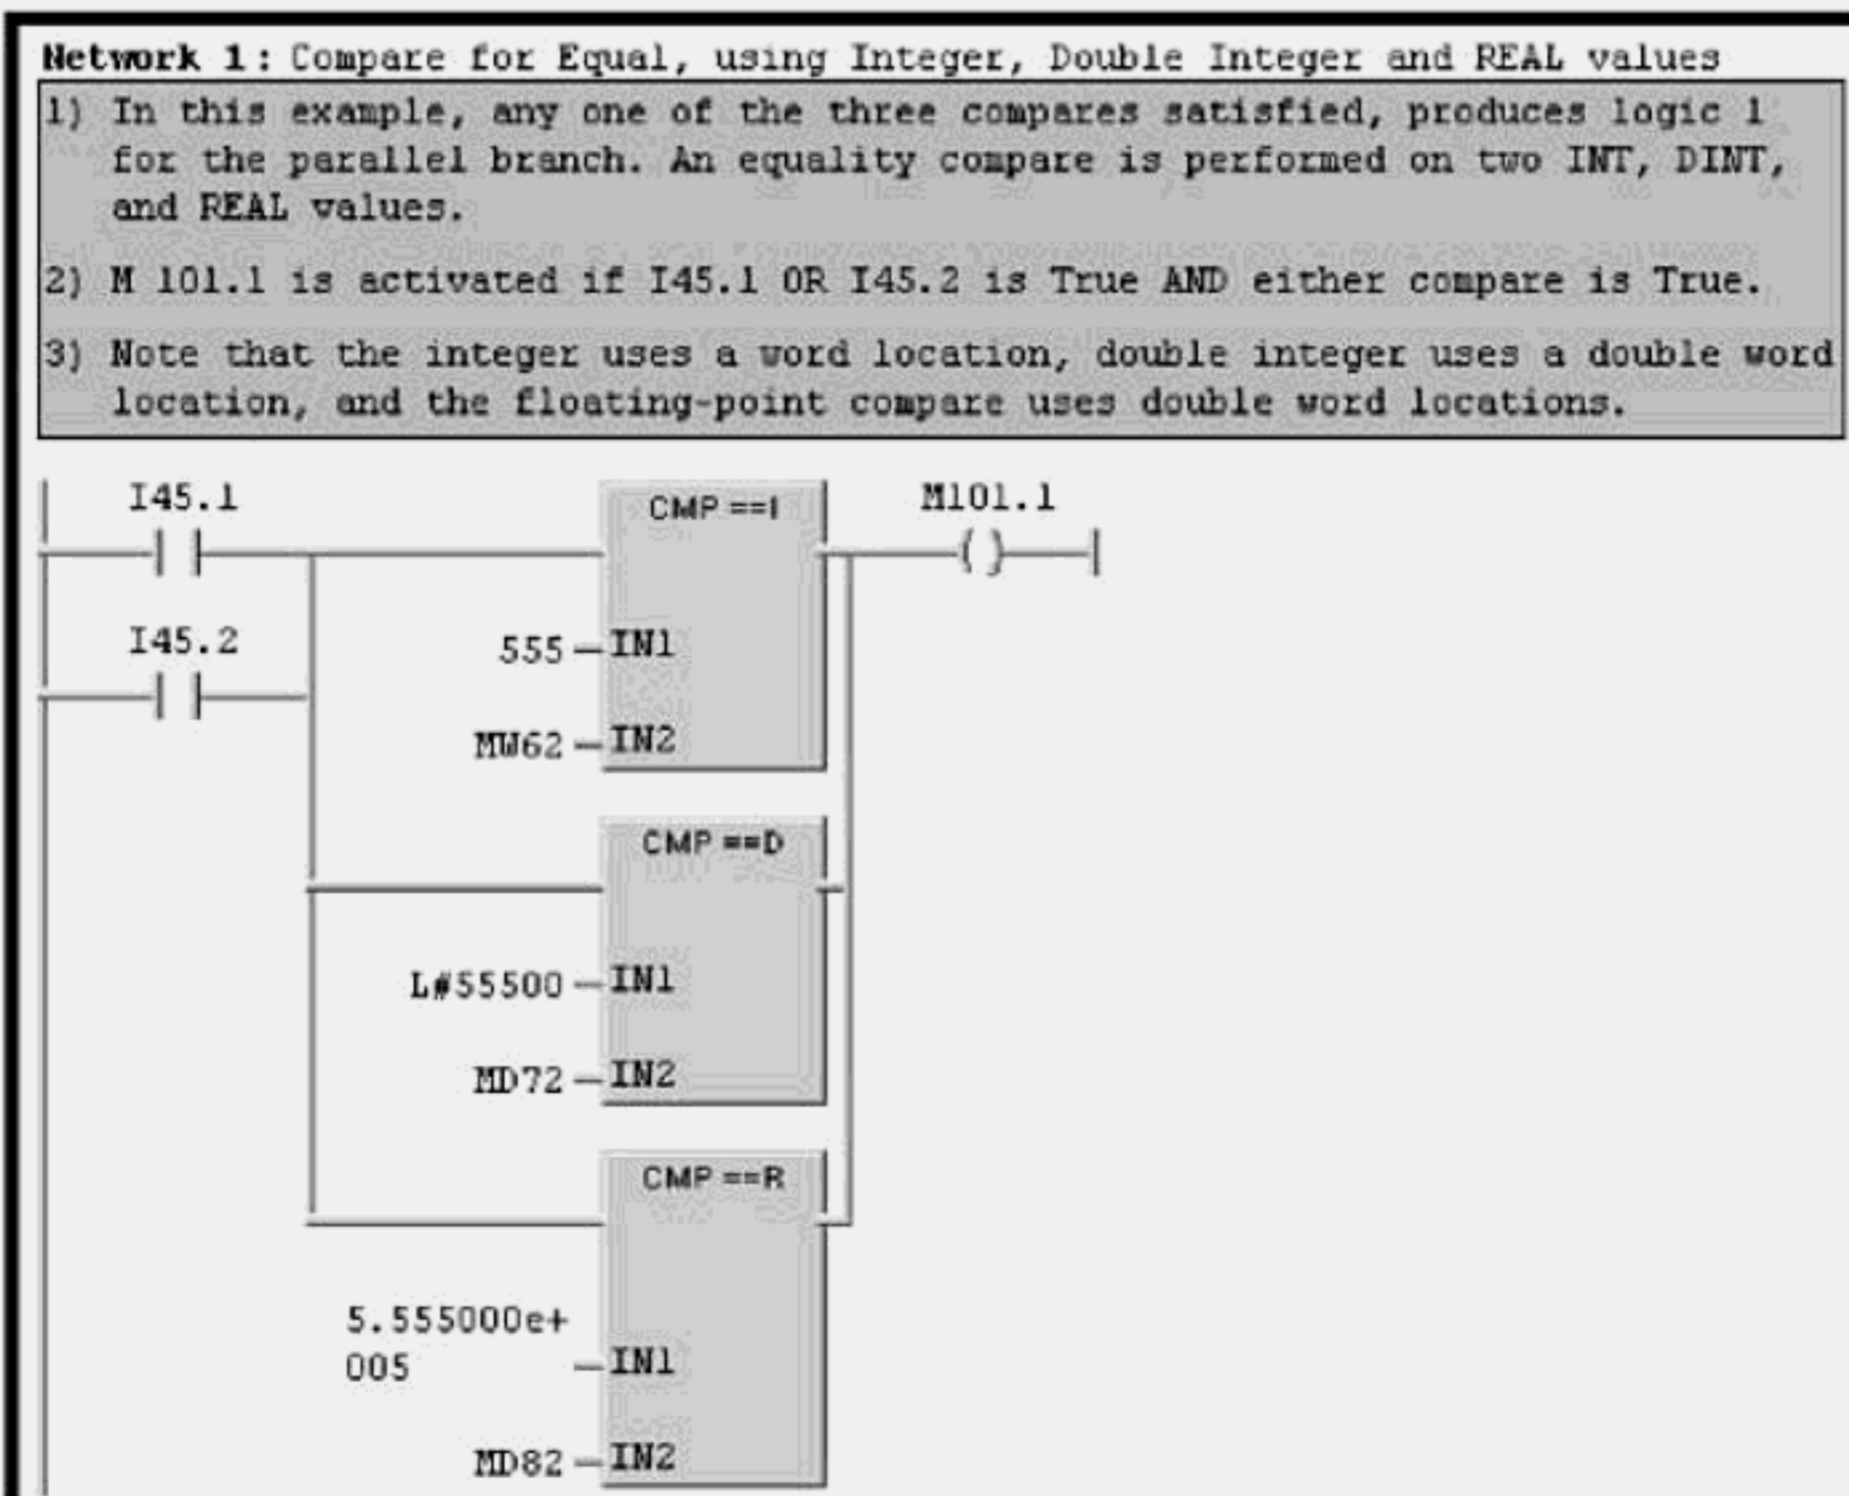 Network 1: Compare for Equal, using Integer, Double Integer and REAL values
1) In this example, any one of the three compares satisfied, produces logic 1
for the parallel branch. An equality compare is performed on two INT, DINT,
and REAL values.
2) M 101.1 is activated if I45.1 OR I45.2 is True AND either compare is True.
3) Note that the integer uses a word location, double integer uses a double word
location, and the floating-point compare uses double word locations.
I45.1
CMP ==I
M101.1
I45.2
555
IN1
MW62
IN2
CMP ==D
L#55500
IN1
MD72
IN2
CMP ==R
5.555000e+
005
IN1
MD82
IN2